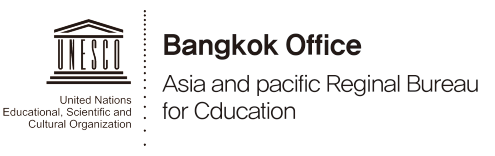 UNESCO
United Nations
Educational, Scientific and
Cultural Organization
Bangkok Office
Asia and pacific Reginal Bureau
for Cducation